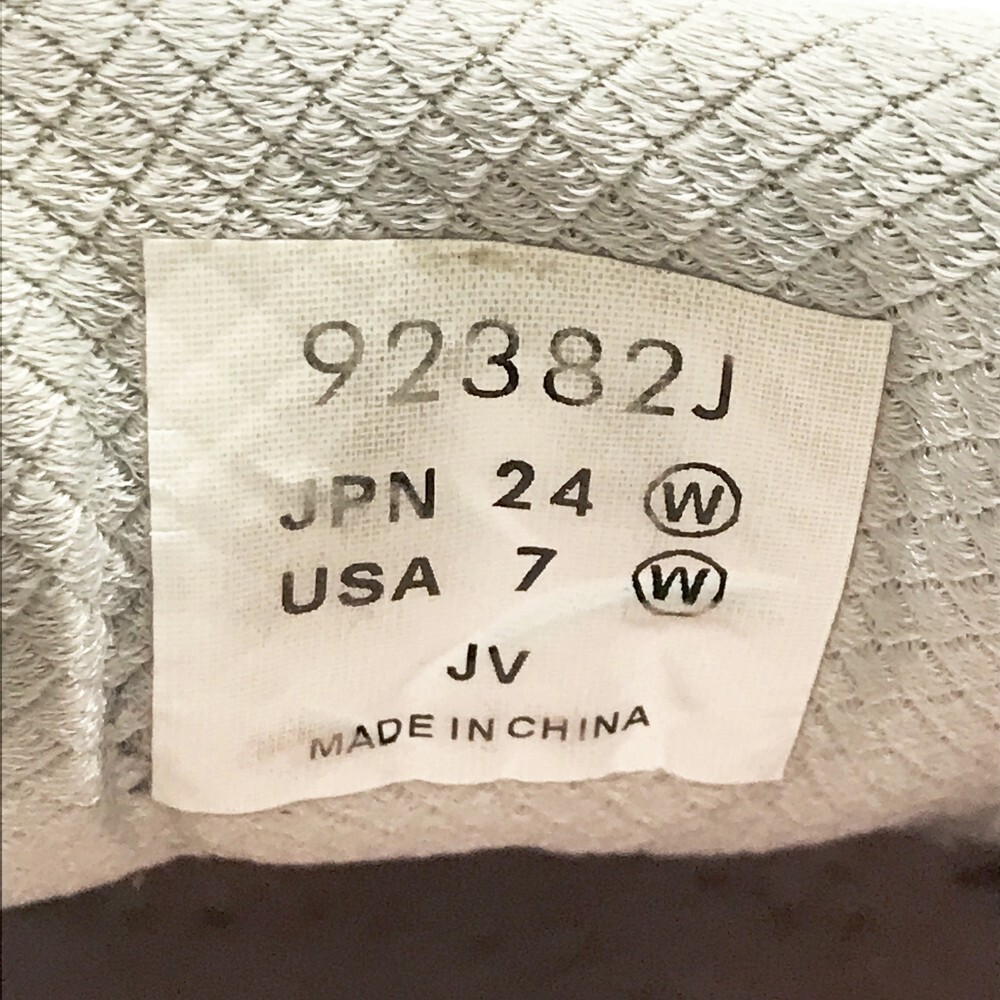 92382J
JPN 24 Ⓦ
USA 7 Ⓦ
JV
MADE IN CHINA